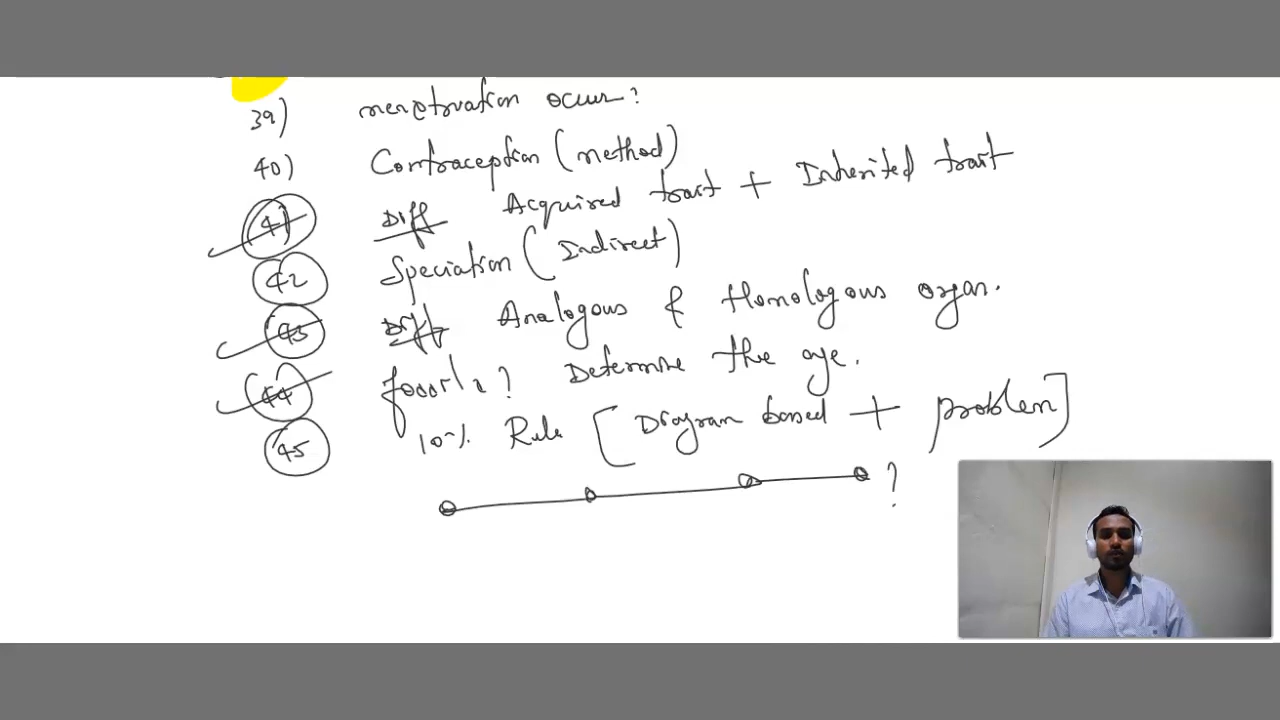 39) menstruation occur?
40) Contraception (method)
41) Diff Acquired trait + Inherited trait
42 Speciation (Indirect)
43 Diff Analogous & Homologous organ.
44 fossils? Determine the age.
45 10% Rule [Diagram based + problem]
?